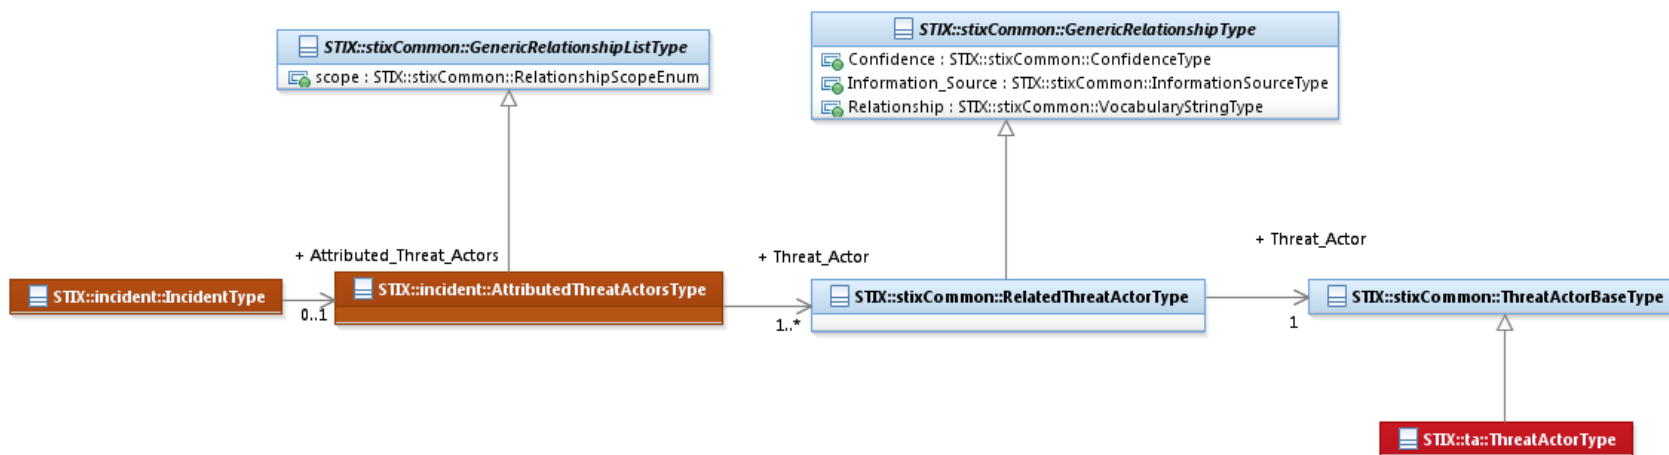 STIX::stixCommon::GenericRelationshipListType
scope : STIX::stixCommon::RelationshipScopeEnum
STIX::stixCommon::GenericRelationshipType
Confidence : STIX::stixCommon::ConfidenceType
Information_Source : STIX::stixCommon::InformationSourceType
Relationship : STIX::stixCommon::VocabularyStringType
+ Attributed_Threat_Actors
+ Threat_Actor
+ Threat_Actor
STIX::incident::IncidentType
0..1
STIX::incident::AttributedThreatActorsType
1..*
STIX::stixCommon::RelatedThreatActorType
1
STIX::stixCommon::ThreatActorBaseType
STIX::ta::ThreatActorType